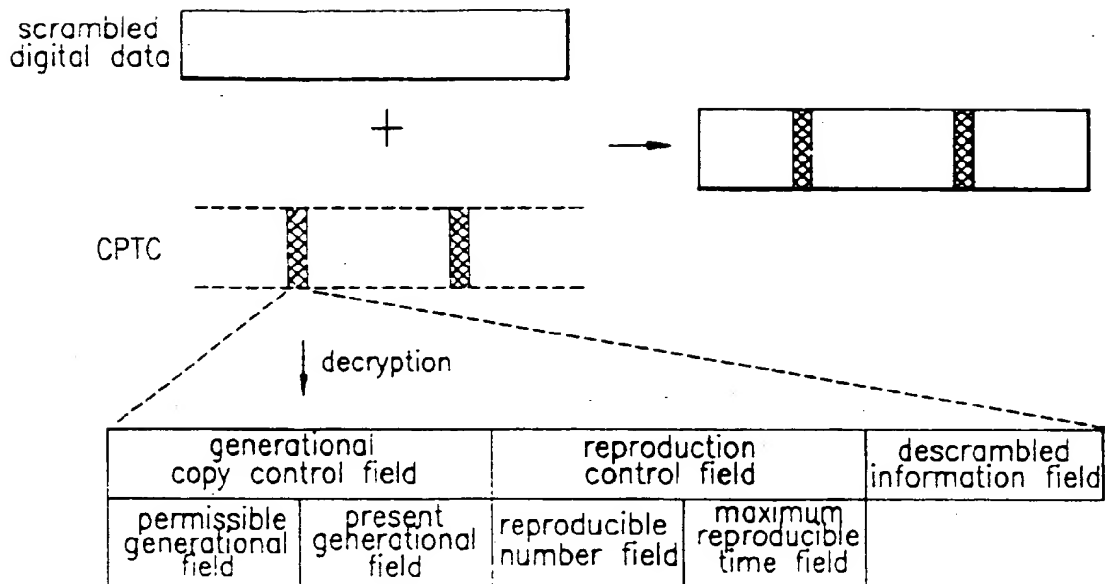 scrambled
digital data
+
CPTC
decryption
generational
copy control field
reproduction
control field
descrambled
information field
permissible
generational
field
present
generational
field
reproducible
number field
maximum
reproducible
time field